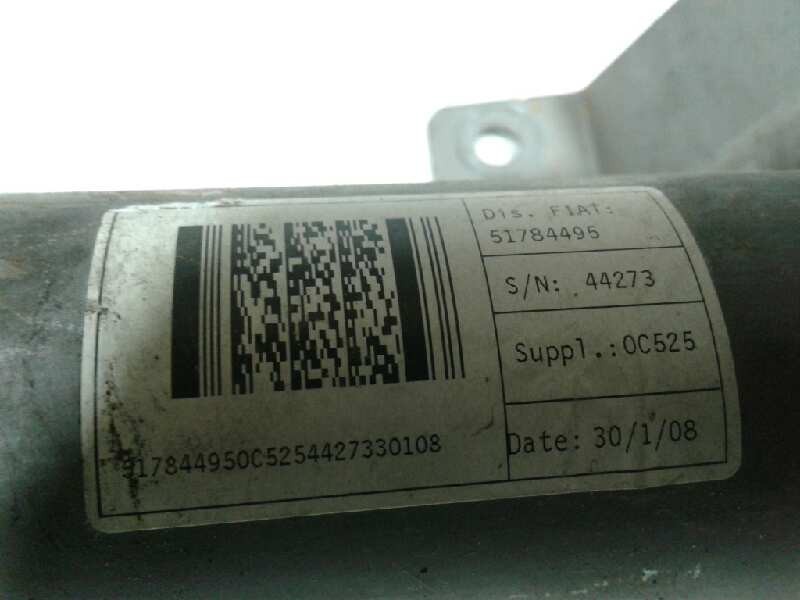 Dis. FIAT:
51784495
S/N: 44273
Suppl.: 0C525
Date: 30/1/08
517844950C5254427330108